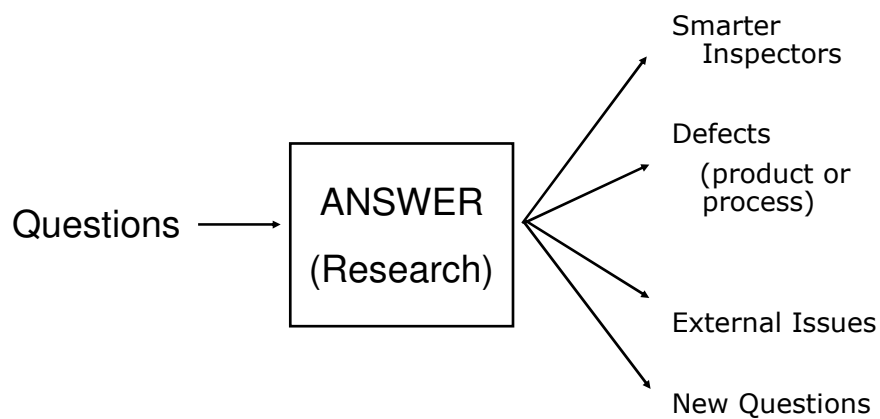 Questions
ANSWER
(Research)
Smarter
Inspectors
Defects
(product or
process)
External Issues
New Questions